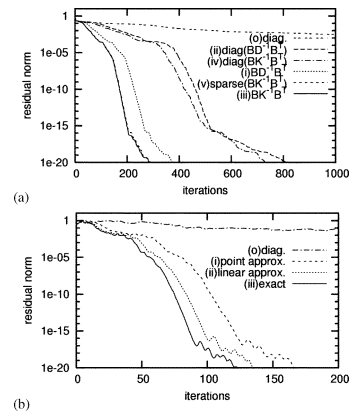 1
1e-05
1e-10
1e-15
1e-20
residual norm
(o)diag.
(ii)diag(BD⁻¹Bᵀ)
(iv)diag(BK⁻¹Bᵀ)
(i)BD⁻¹Bᵀ
(v)sparse(BK⁻¹Bᵀ)
(iii)BK⁻¹Bᵀ
0 200 400 600 800 1000
iterations
(a)
1
1e-05
1e-10
1e-15
1e-20
residual norm
(o)diag.
(i)point approx.
(ii)linear approx.
(iii)exact
0 50 100 150 200
iterations
(b)